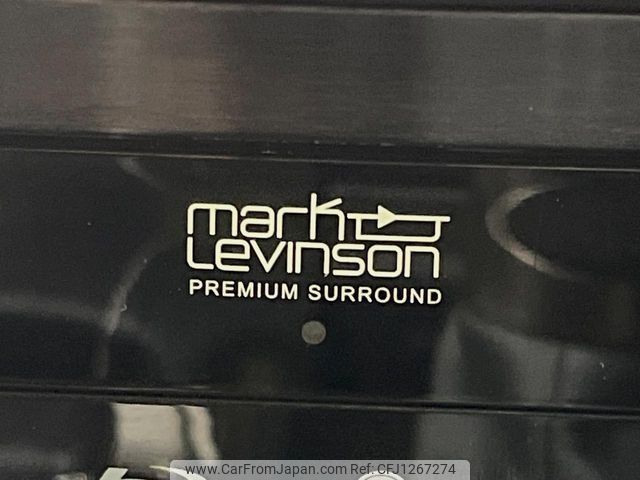 mark
Levinson
PREMIUM SURROUND
www.CarFromJapan.com | Ref:CFJ1267274